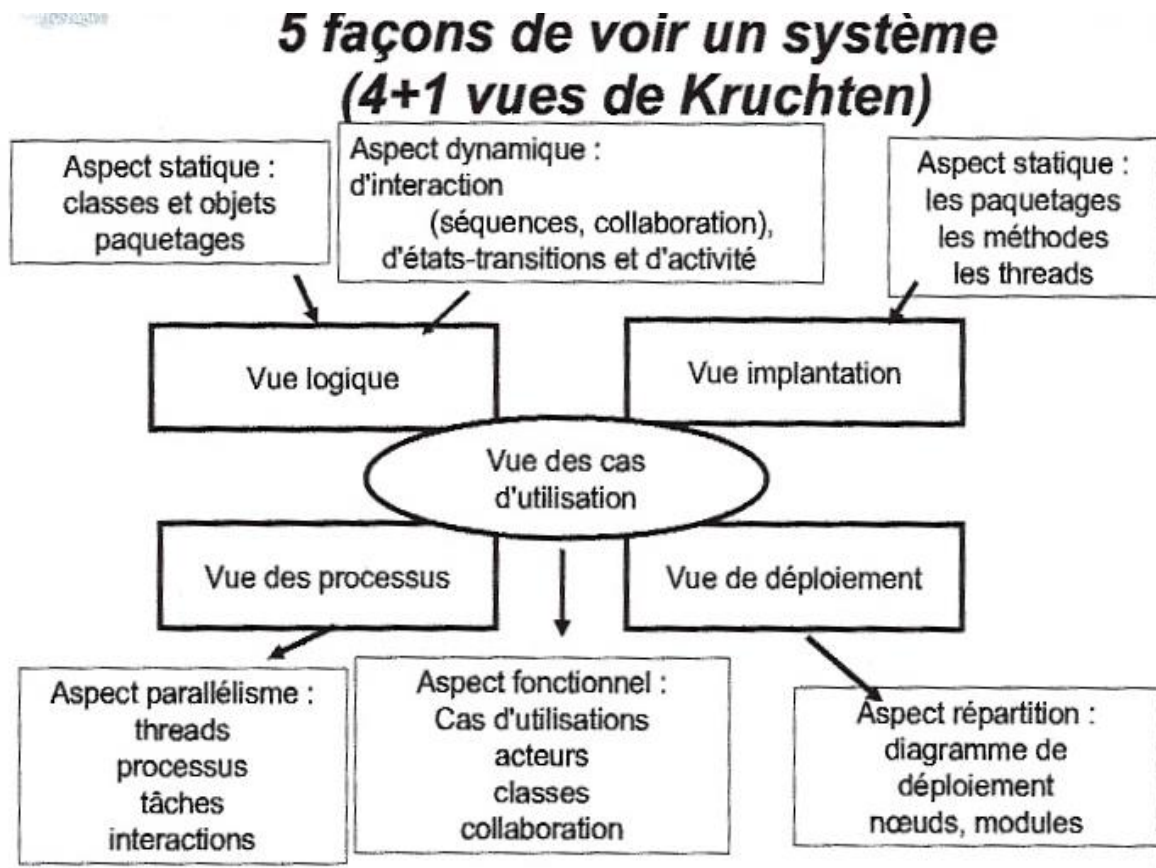 5 façons de voir un système
(4+1 vues de Kruchten)
Aspect statique :
classes et objets
paquetages
Aspect dynamique :
d'interaction
(séquences, collaboration),
d'états-transitions et d'activité
Aspect statique :
les paquetages
les méthodes
les threads
Vue logique
Vue implantation
Vue des cas
d'utilisation
Vue des processus
Vue de déploiement
Aspect parallélisme :
threads
processus
tâches
interactions
Aspect fonctionnel :
Cas d'utilisations
acteurs
classes
collaboration
Aspect répartition :
diagramme de
déploiement
nœuds, modules